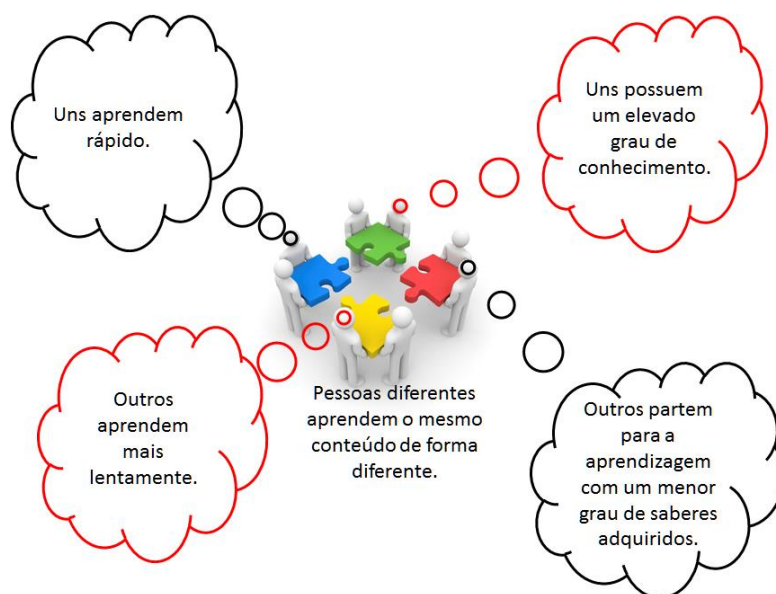 Uns aprendem
rápido.
Uns possuem
um elevado
grau de
conhecimento.
Outros
aprendem
mais
lentamente.
Pessoas diferentes
aprendem o mesmo
conteúdo de forma
diferente.
Outros partem
para a
aprendizagem
com um menor
grau de saberes
adquiridos.